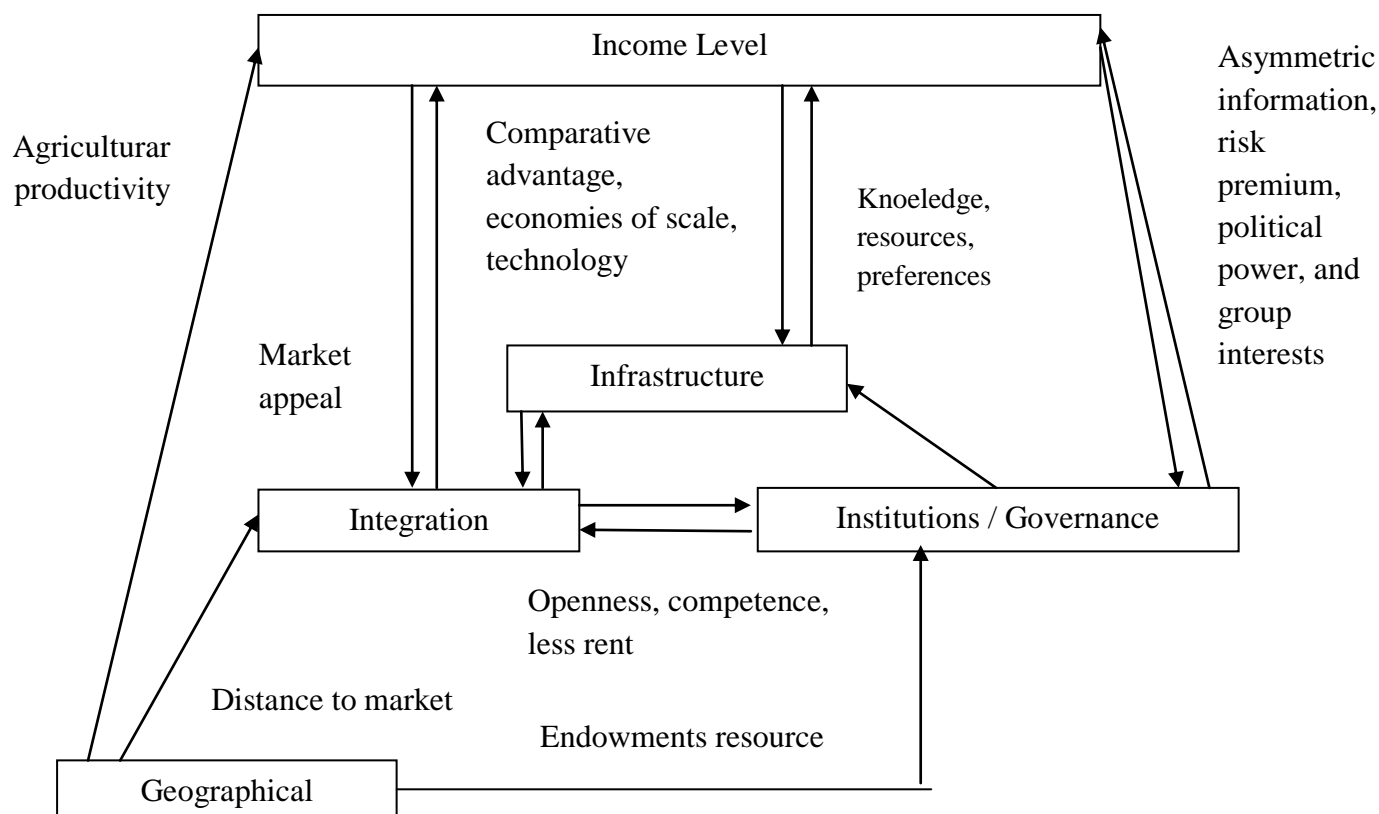 Income Level
Asymmetric
information,
risk
premium,
political
power, and
group
interests
Agriculturar
productivity
Comparative
advantage,
economies of scale,
technology
Knoeledge,
resources,
preferences
Market
appeal
Infrastructure
Integration
Institutions / Governance
Openness, competence,
less rent
Distance to market
Endowments resource
Geographical